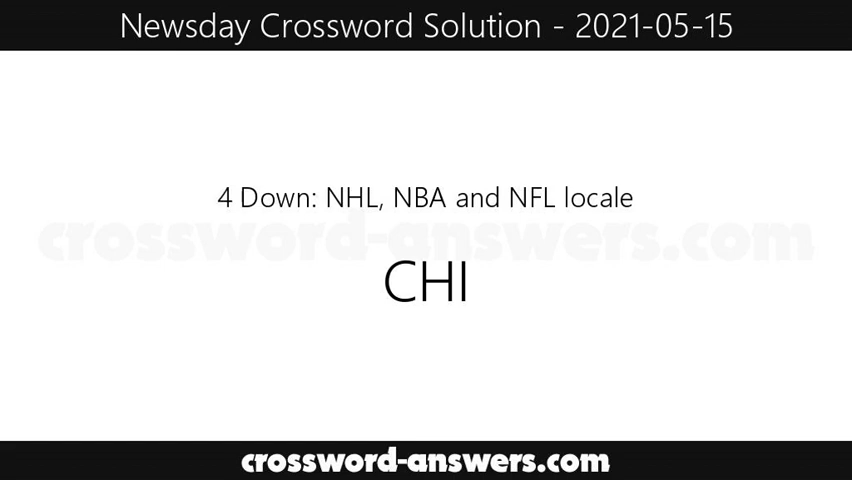 Newsday Crossword Solution - 2021-05-15
4 Down: NHL, NBA and NFL locale
crossword-answers.com
CHI
crossword-answers.com